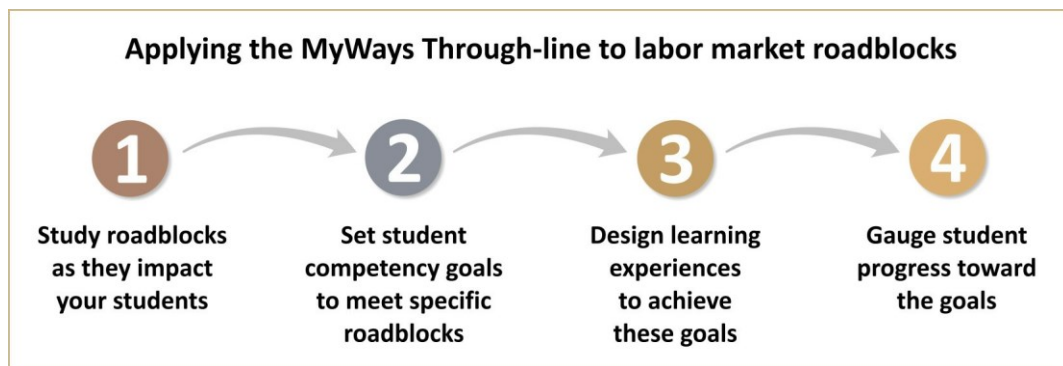 Applying the MyWays Through-line to labor market roadblocks
1
Study roadblocks
as they impact
your students
2
Set student
competency goals
to meet specific
roadblocks
3
Design learning
experiences
to achieve
these goals
4
Gauge student
progress toward
the goals